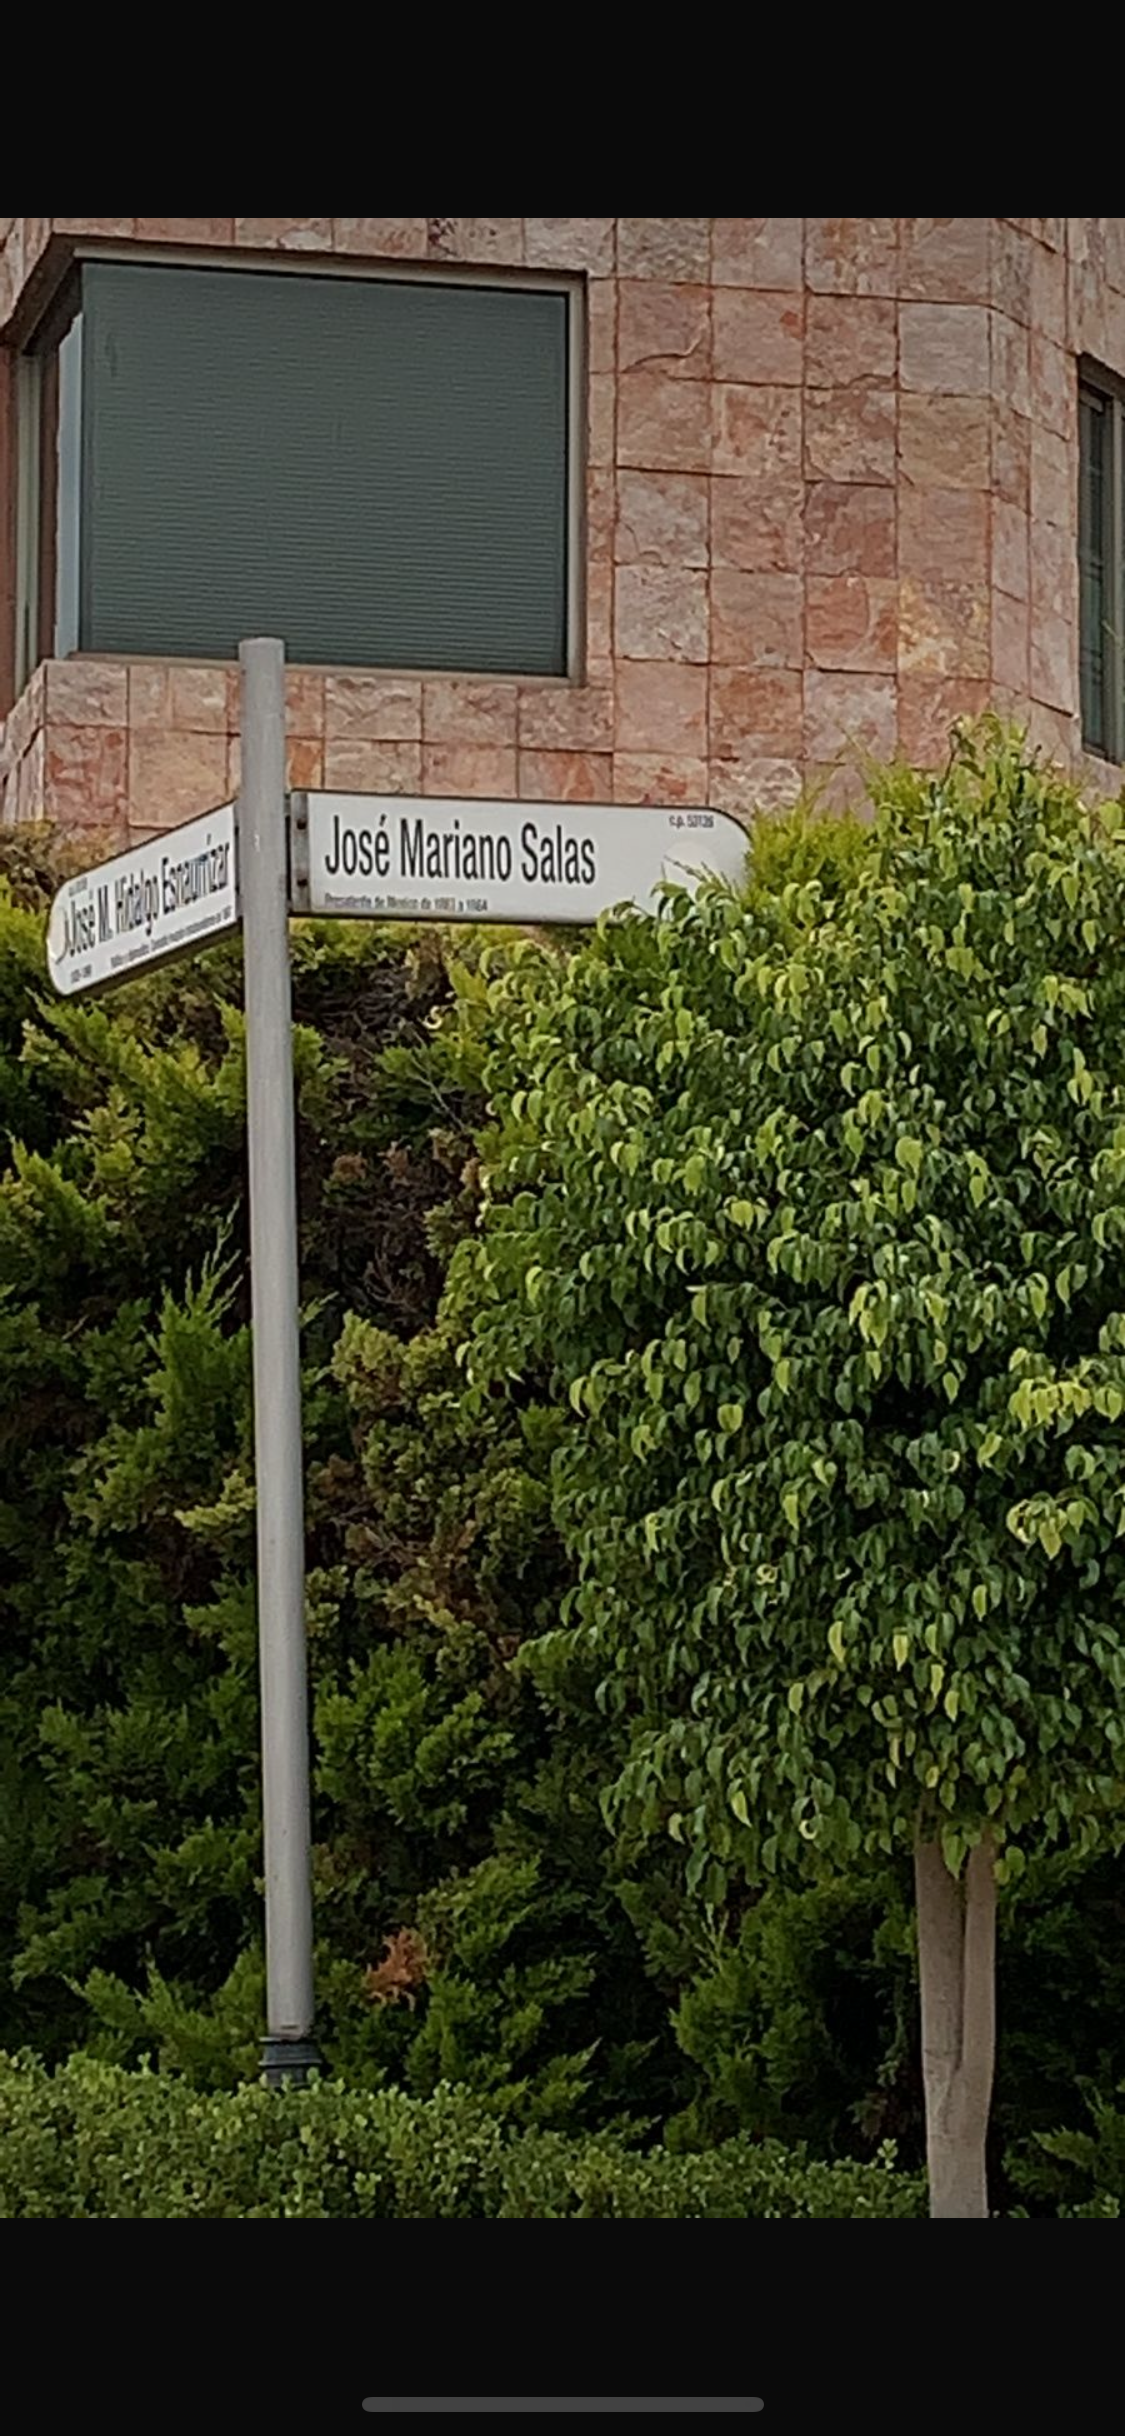 José M. Hidalgo Esnaurrízar
José Mariano Salas
c.p. 53126
Presidente de México de 1863 a 1864